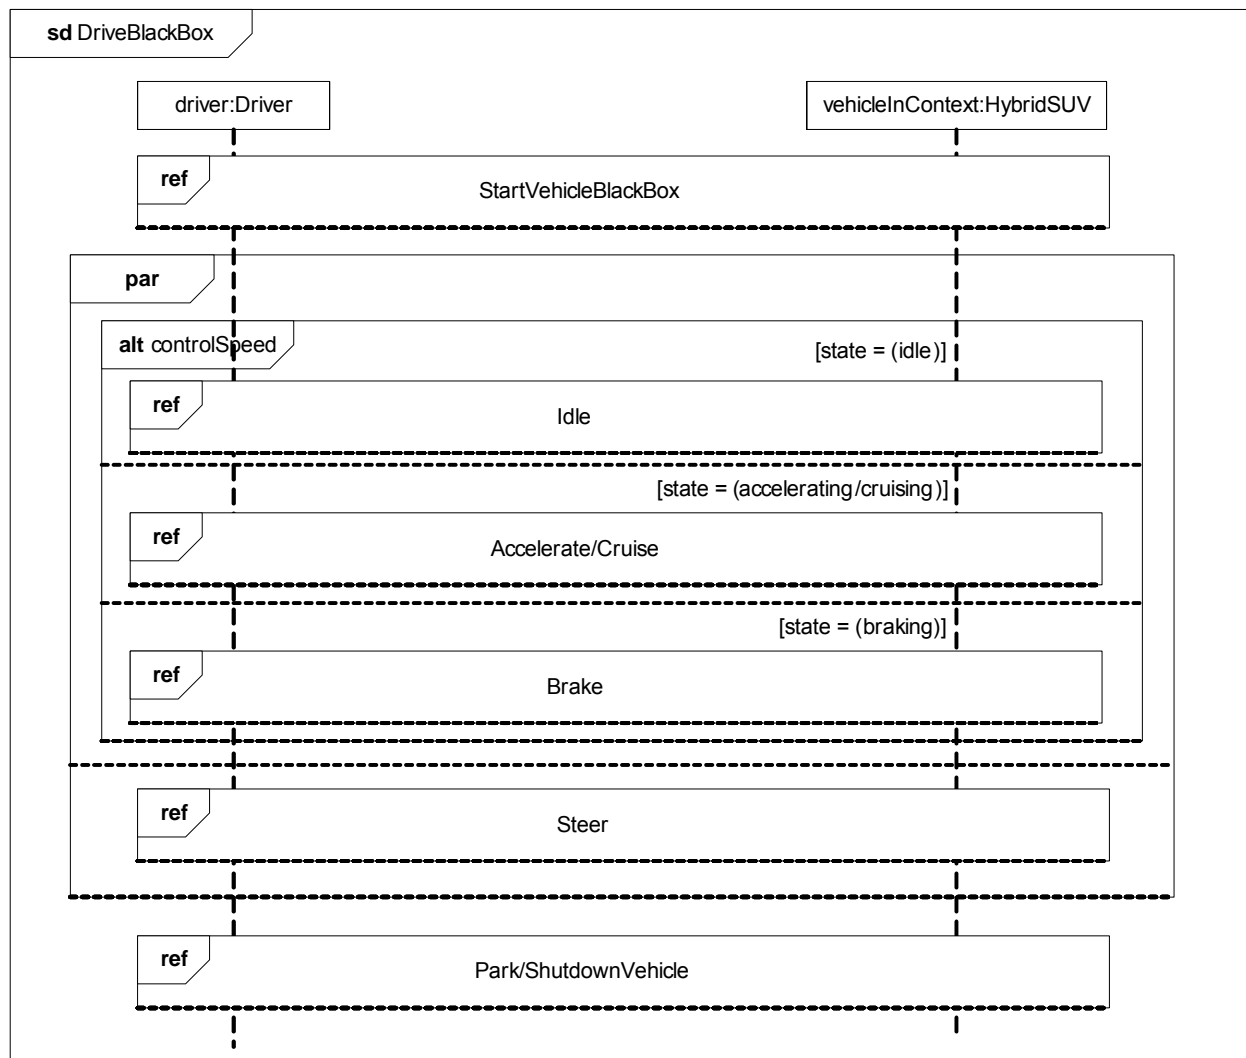 sd DriveBlackBox
driver:Driver
vehicleInContext:HybridSUV
ref
StartVehicleBlackBox
par
alt controlSpeed
[state = (idle)]
ref
Idle
[state = (accelerating/cruising)]
ref
Accelerate/Cruise
[state = (braking)]
ref
Brake
ref
Steer
ref
Park/ShutdownVehicle